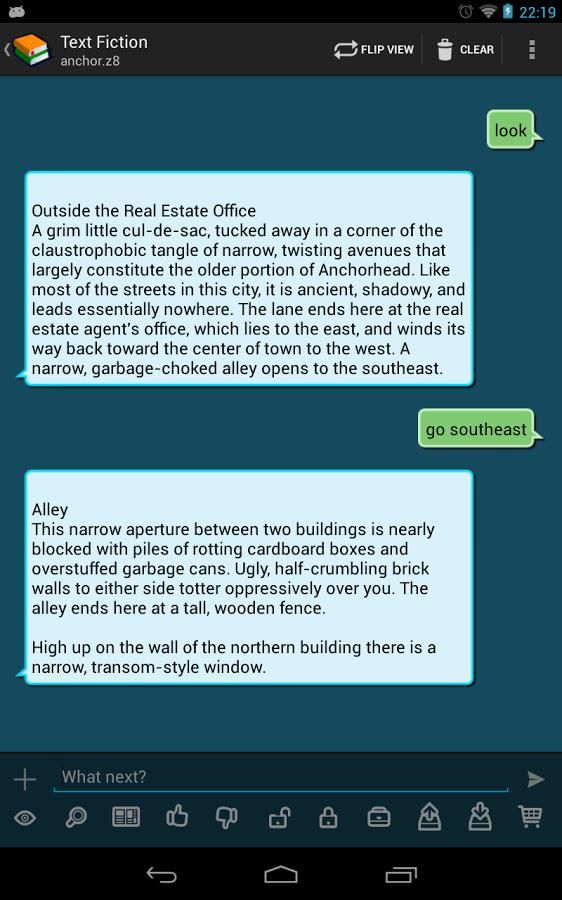 22:19
Text Fiction
anchor.z8
FLIP VIEW
CLEAR
look
Outside the Real Estate Office
A grim little cul-de-sac, tucked away in a corner of the
claustrophobic tangle of narrow, twisting avenues that
largely constitute the older portion of Anchorhead. Like
most of the streets in this city, it is ancient, shadowy, and
leads essentially nowhere. The lane ends here at the real
estate agent's office, which lies to the east, and winds its
way back toward the center of town to the west. A
narrow, garbage-choked alley opens to the southeast.
go southeast
Alley
This narrow aperture between two buildings is nearly
blocked with piles of rotting cardboard boxes and
overstuffed garbage cans. Ugly, half-crumbling brick
walls to either side totter oppressively over you. The
alley ends here at a tall, wooden fence.
High up on the wall of the northern building there is a
narrow, transom-style window.
What next?